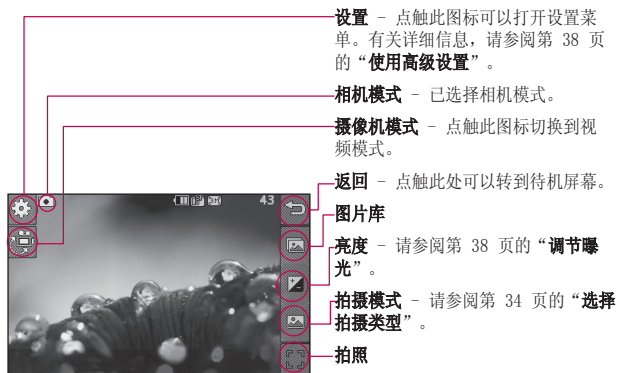 设置 - 点触此图标可以打开设置菜
单。有关详细信息，请参阅第 38 页
的“使用高级设置”。
相机模式 - 已选择相机模式。
摄像机模式 - 点触此图标切换到视
频模式。
返回 - 点触此处可以转到待机屏幕。
图片库
亮度 - 请参阅第 38 页的“调节曝
光”。
拍摄模式 - 请参阅第 34 页的“选择
拍摄类型”。
拍照
43